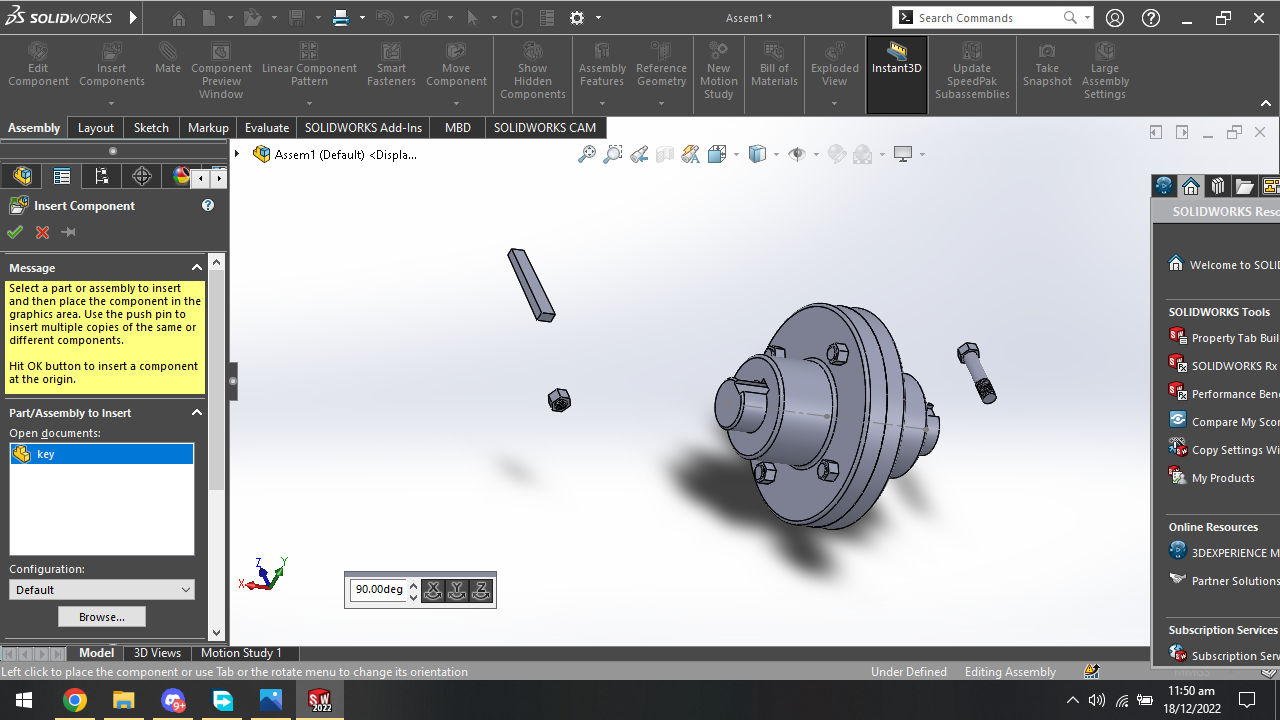 SOLIDWORKS
Assem1 *
Search Commands
Edit
Component
Insert
Components
Mate
Component
Preview
Window
Linear Component
Pattern
Smart
Fasteners
Move
Component
Show
Hidden
Components
Assembly
Features
Reference
Geometry
New
Motion
Study
Bill of
Materials
Exploded
View
Instant3D
Update
SpeedPak
Subassemblies
Take
Snapshot
Large
Assembly
Settings
Assembly
Layout
Sketch
Markup
Evaluate
SOLIDWORKS Add-Ins
MBD
SOLIDWORKS CAM
Assem1 (Default) <Displa...
Insert Component
Message
Select a part or assembly to insert
and then place the component in the
graphics area. Use the push pin to
insert multiple copies of the same or
different components.
Hit OK button to insert a component
at the origin.
Part/Assembly to Insert
Open documents:
key
Configuration:
Default
Browse...
Z
Y
X
90.00deg
X
Y
Z
SOLIDWORKS Reso
Welcome to SOLID
SOLIDWORKS Tools
Property Tab Buil
SOLIDWORKS Rx
Performance Benc
Compare My Scor
Copy Settings Wi
My Products
Online Resources
3DEXPERIENCE M
Partner Solutions
Subscription Services
Subscription Serv
Model
3D Views
Motion Study 1
Left click to place the component or use Tab or the rotate menu to change its orientation
Under Defined
Editing Assembly
MMGS
9+
SW
2022
11:50 am
18/12/2022